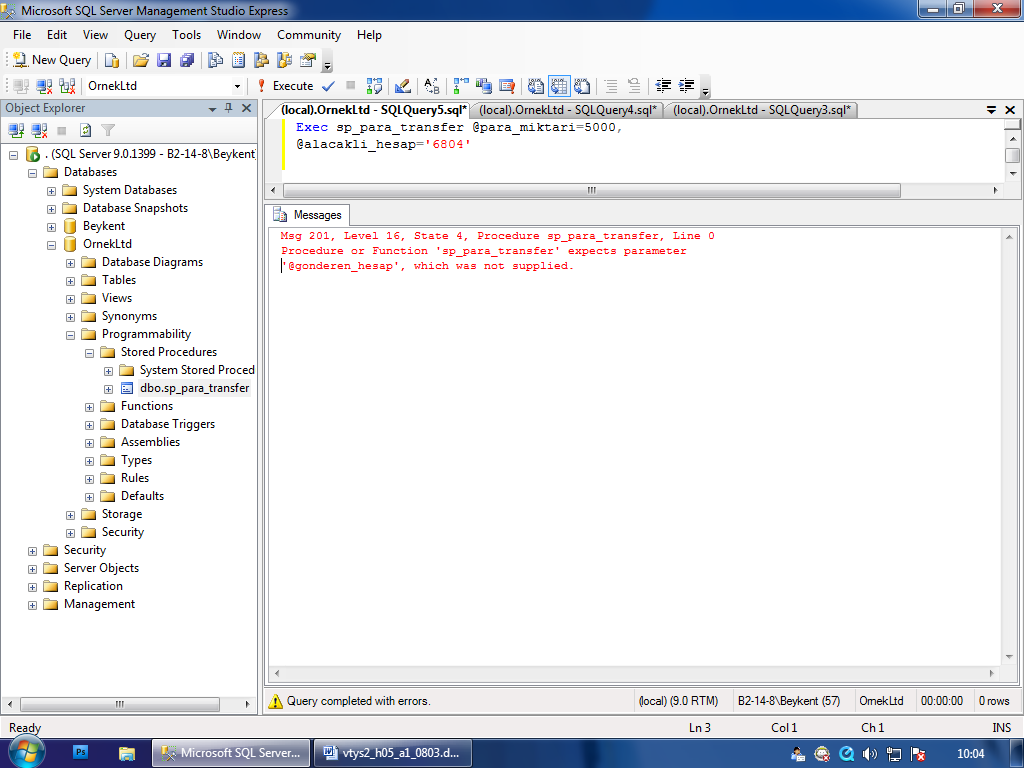 Microsoft SQL Server Management Studio Express
File Edit View Query Tools Window Community Help
New Query
OrnekLtd Execute
Object Explorer
(local).OrnekLtd - SQLQuery5.sql* (local).OrnekLtd - SQLQuery4.sql* (local).OrnekLtd - SQLQuery3.sql*
Exec sp_para_transfer @para_miktari=5000,
@alacakli_hesap='6804'
. (SQL Server 9.0.1399 - B2-14-8\Beykent
Databases
System Databases
Database Snapshots
Beykent
OrnekLtd
Database Diagrams
Tables
Views
Synonyms
Programmability
Stored Procedures
System Stored Proced
dbo.sp_para_transfer
Functions
Database Triggers
Assemblies
Types
Rules
Defaults
Storage
Security
Security
Server Objects
Replication
Management
Messages
Msg 201, Level 16, State 4, Procedure sp_para_transfer, Line 0
Procedure or Function 'sp_para_transfer' expects parameter
'@gonderen_hesap', which was not supplied.
Query completed with errors. (local) (9.0 RTM) B2-14-8\Beykent (57) OrnekLtd 00:00:00 0 rows
Ready Ln 3 Col 1 Ch 1 INS
Ps Microsoft SQL Server... vtys2_h05_a1_0803.d... 10:04